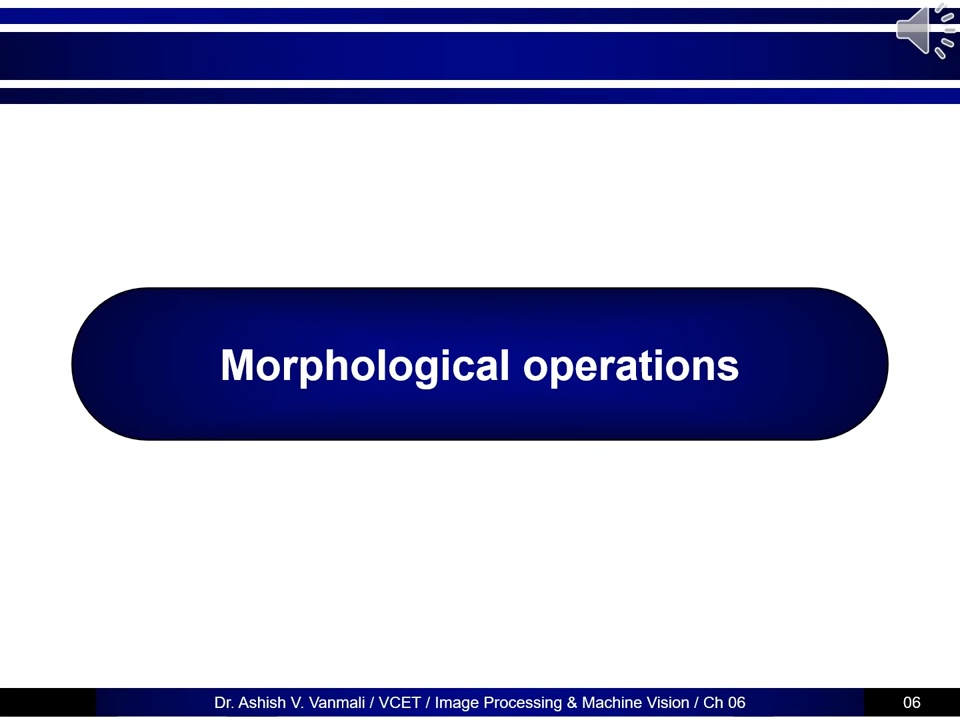 Morphological operations
Dr. Ashish V. Vanmali / VCET / Image Processing & Machine Vision / Ch 06
06